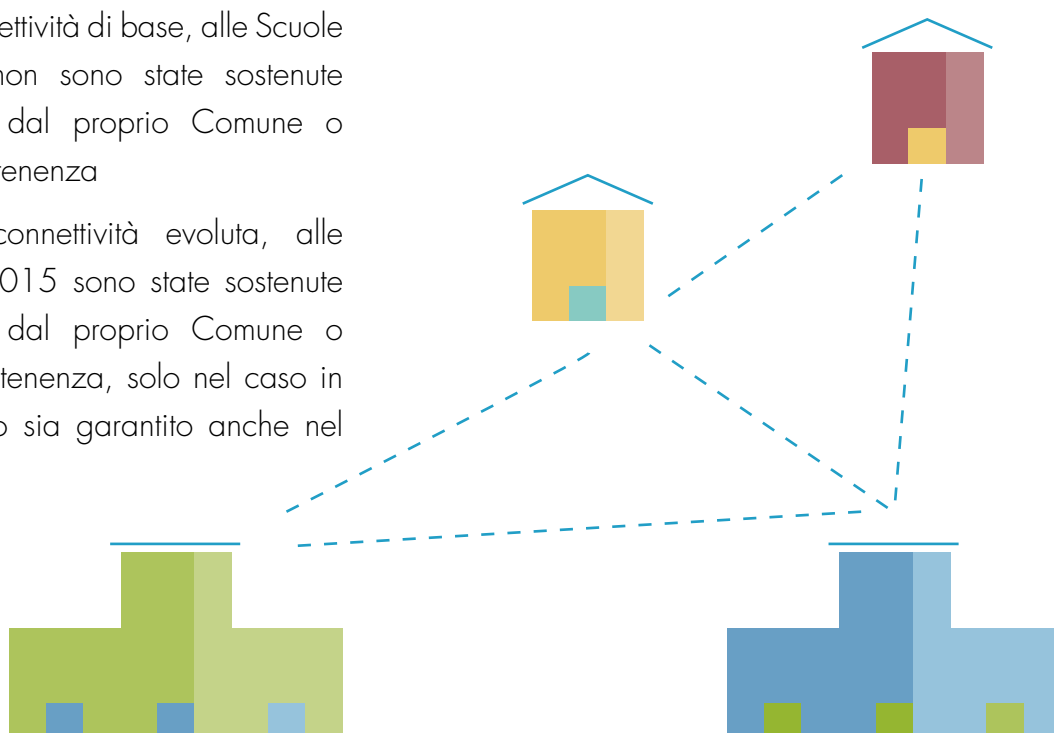 ettività di base, alle Scuole
non sono state sostenute
dal proprio Comune o
enenza
connettività evoluta, alle
015 sono state sostenute
dal proprio Comune o
tenenza, solo nel caso in
o sia garantito anche nel